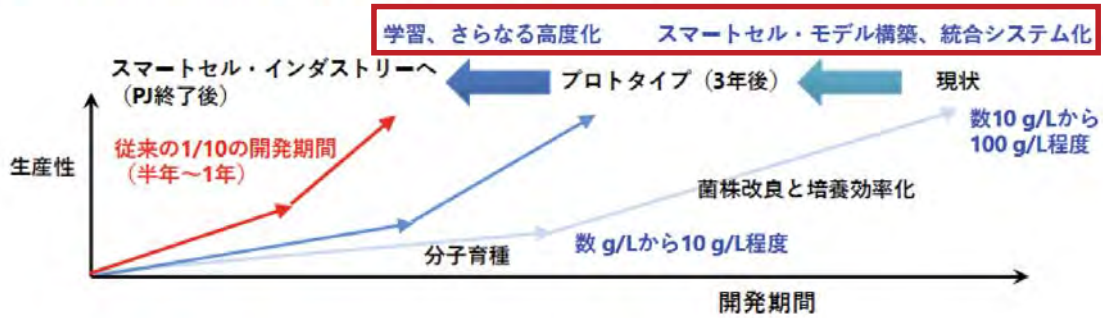 学習、さらなる高度化　スマートセル・モデル構築、統合システム化
スマートセル・インダストリーへ
（PJ終了後）
プロトタイプ（3年後）
現状
生産性
従来の1/10の開発期間
（半年～1年）
数10 g/Lから
100 g/L程度
菌株改良と培養効率化
分子育種
数 g/Lから10 g/L程度
開発期間